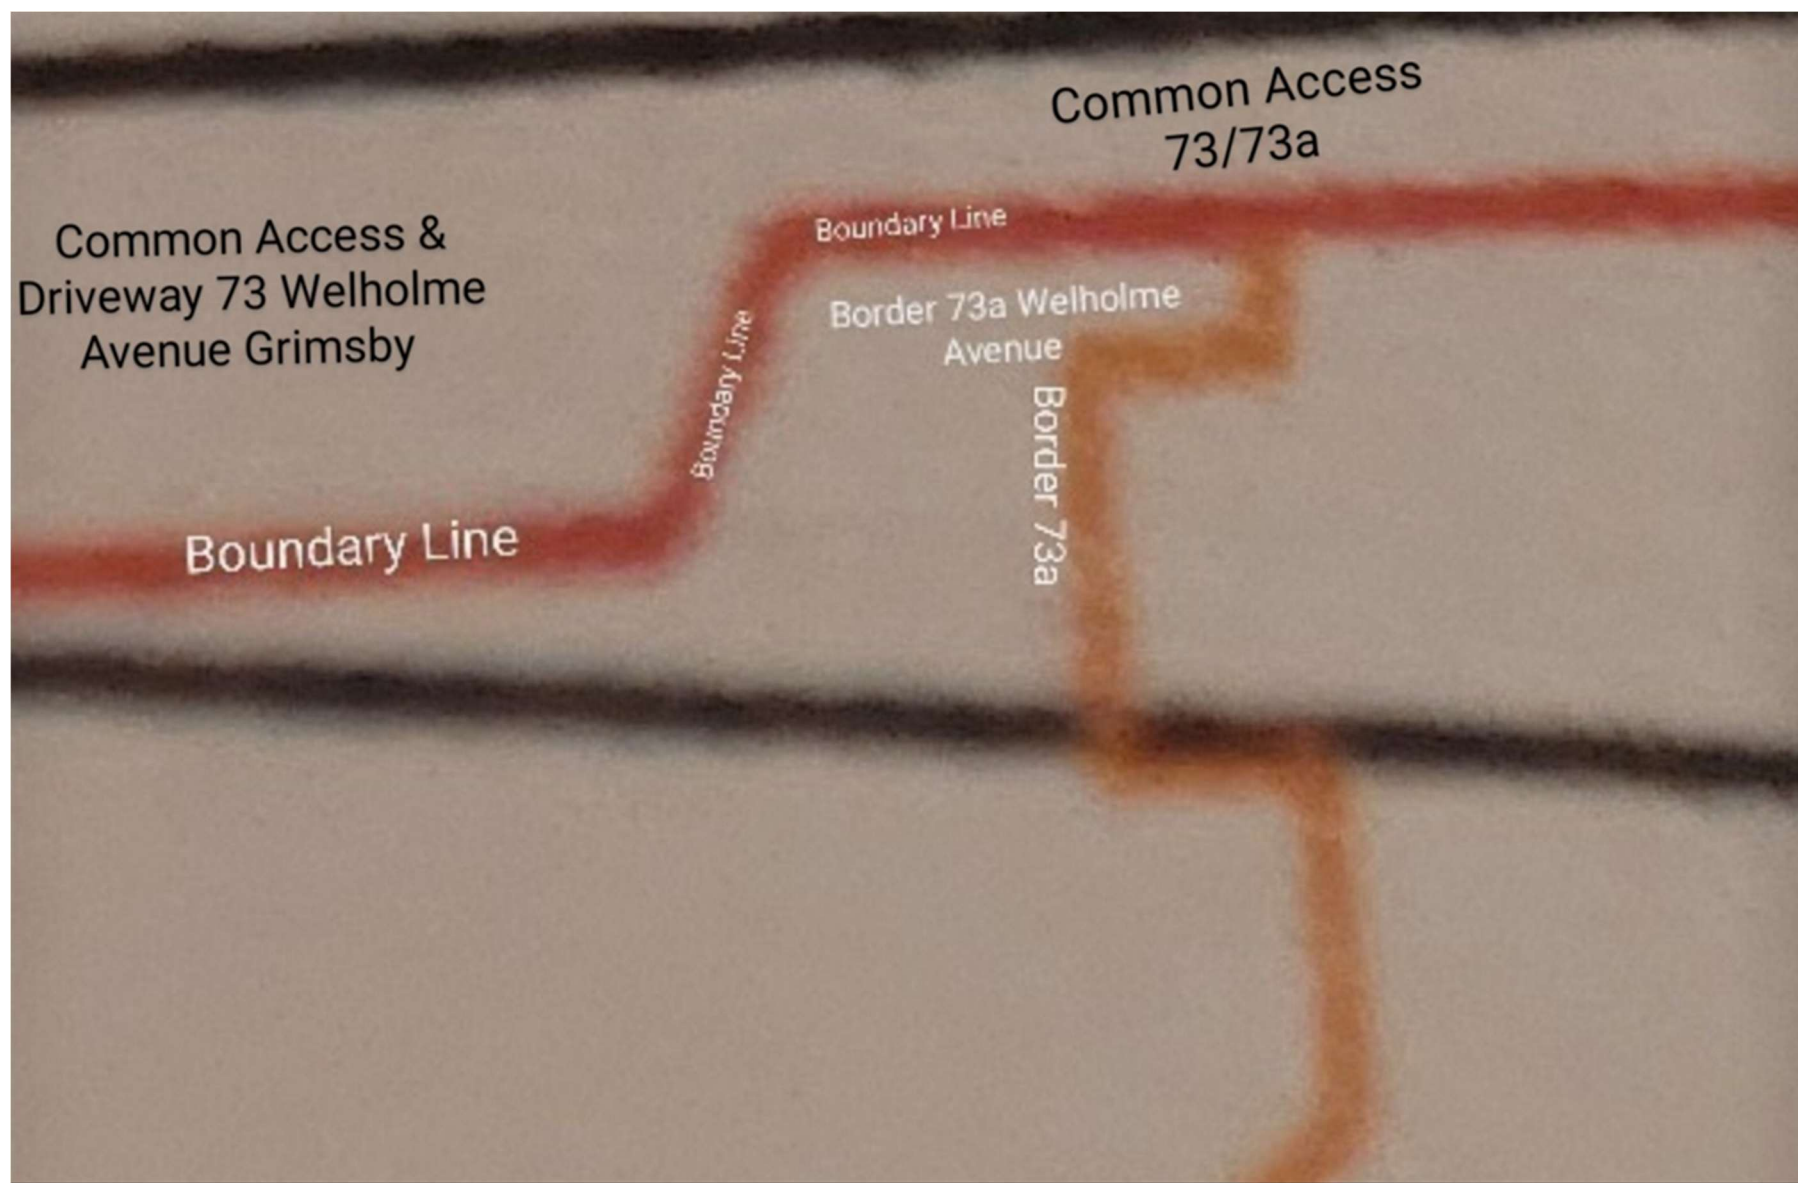 Common Access
73/73a
Boundary Line
Common Access &
Driveway 73 Welholme
Avenue Grimsby
Border 73a Welholme
Avenue
Boundary Line
Border 73a
Boundary Line